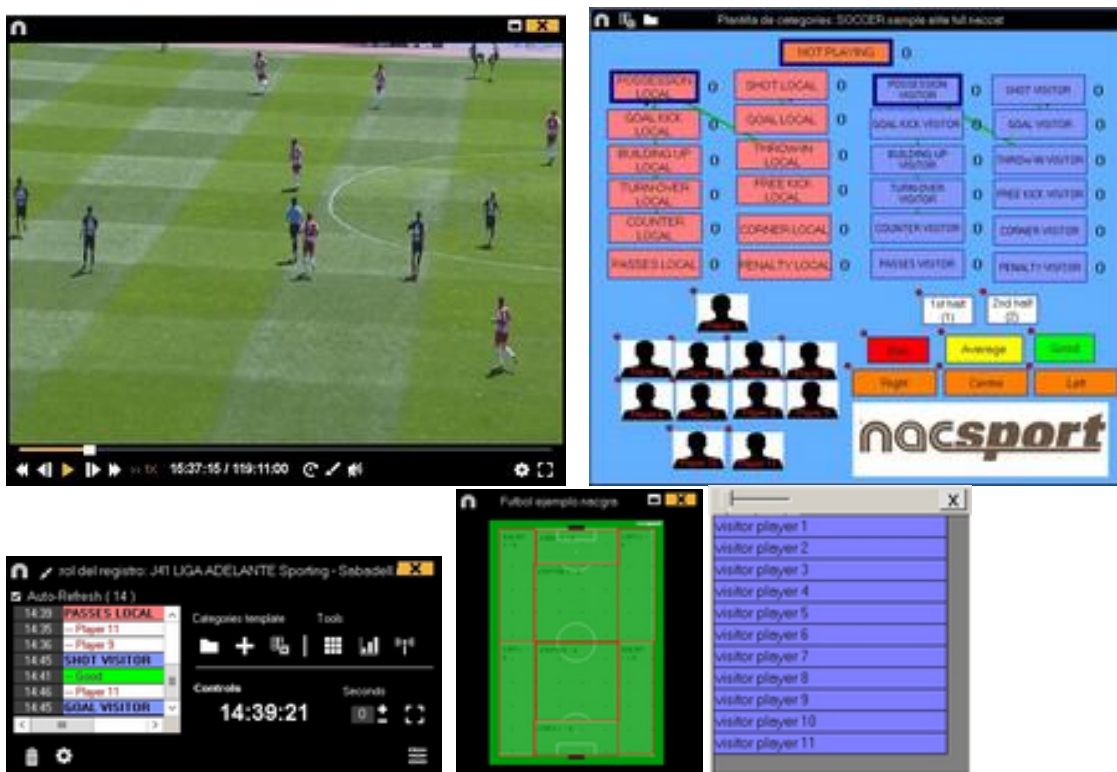 1X 15:37:15 / 119:11:00
Plantilla de categories: SOCCER sample elite full.naccat
NOT PLAYING 0
POSSESSION LOCAL 0
SHOT LOCAL 0
POSSESSION VISITOR 0
SHOT VISITOR 0
GOAL KICK LOCAL 0
GOAL LOCAL 0
GOAL KICK VISITOR 0
GOAL VISITOR 0
BUILDING UP LOCAL 0
THROW-IN LOCAL 0
BUILDING UP VISITOR 0
THROW-IN VISITOR 0
TURN-OVER LOCAL 0
FREE KICK LOCAL 0
TURN-OVER VISITOR 0
FREE KICK VISITOR 0
COUNTER LOCAL 0
CORNER LOCAL 0
COUNTER VISITOR 0
CORNER VISITOR 0
PASSES LOCAL 0
PENALTY LOCAL 0
PASSES VISITOR 0
PENALTY VISITOR 0
1st half (1)
2nd half (2)
Average
Good
Right
Centre
Left
nacsport
rol del registro: J41 LIGA ADELANTE Sporting - Sabadell
Auto-Refresh ( 14 )
14:39 PASSES LOCAL
14:35 -- Player 11
14:36 -- Player 9
14:45 SHOT VISITOR
14:41 -- Good
14:46 -- Player 11
14:45 GOAL VISITOR
Categories template
Tools
Controls
14:39:21
Seconds
0
Futbol ejemplo nacgra
X
visitor player 1
visitor player 2
visitor player 3
visitor player 4
visitor player 5
visitor player 6
visitor player 7
visitor player 8
visitor player 9
visitor player 10
visitor player 11